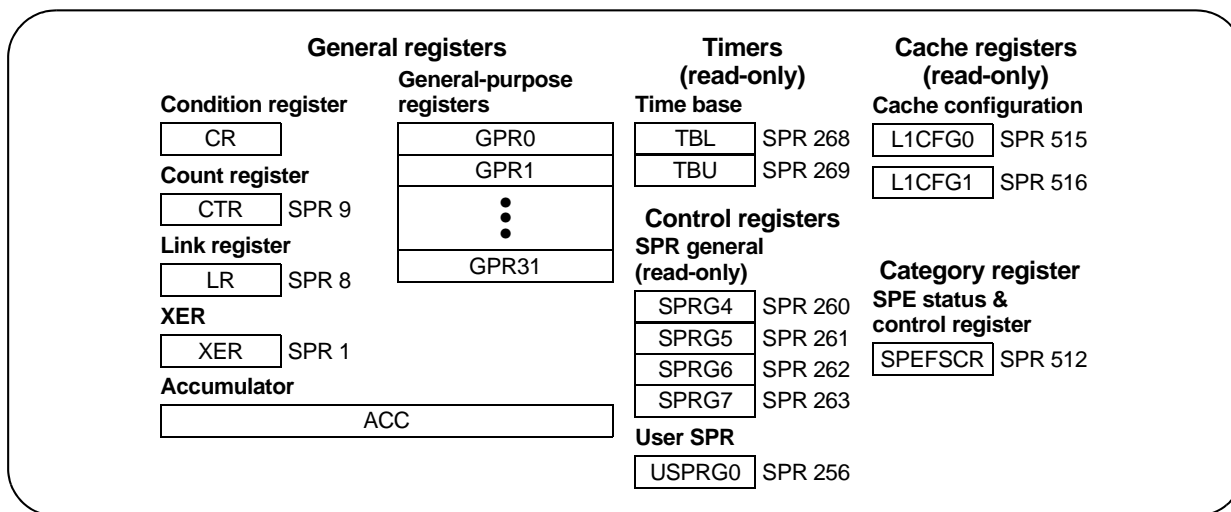 General registers
Condition register
CR
Count register
CTR SPR 9
Link register
LR SPR 8
XER
XER SPR 1
General-purpose
registers
GPR0
GPR1
GPR31
Accumulator
ACC
Timers
(read-only)
Time base
TBL SPR 268
TBU SPR 269
Control registers
SPR general
(read-only)
SPRG4 SPR 260
SPRG5 SPR 261
SPRG6 SPR 262
SPRG7 SPR 263
User SPR
USPRG0 SPR 256
Cache registers
(read-only)
Cache configuration
L1CFG0 SPR 515
L1CFG1 SPR 516
Category register
SPE status &
control register
SPEFSCR SPR 512